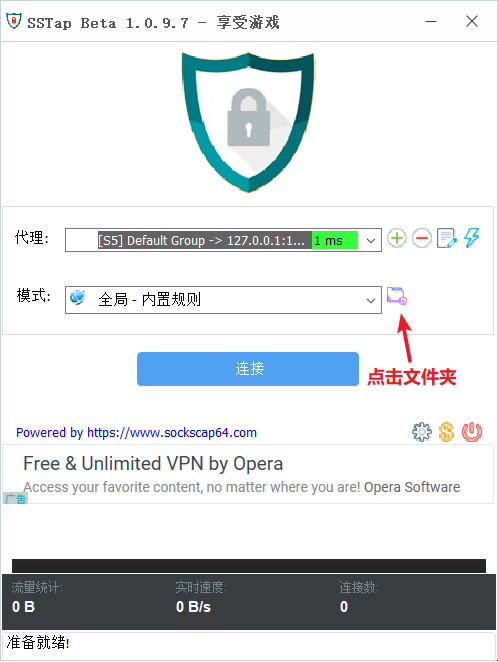 SSTap Beta 1.0.9.7 - 享受游戏
代理:
[S5] Default Group -> 127.0.0.1:1... 1 ms
模式:
全局 - 内置规则
连接
点击文件夹
Powered by https://www.sockscap64.com
Free & Unlimited VPN by Opera
Access your favorite content, no matter where you are! Opera Software
广告
流量统计: 实时速度: 连接数:
0 B 0 B/s 0
准备就绪!